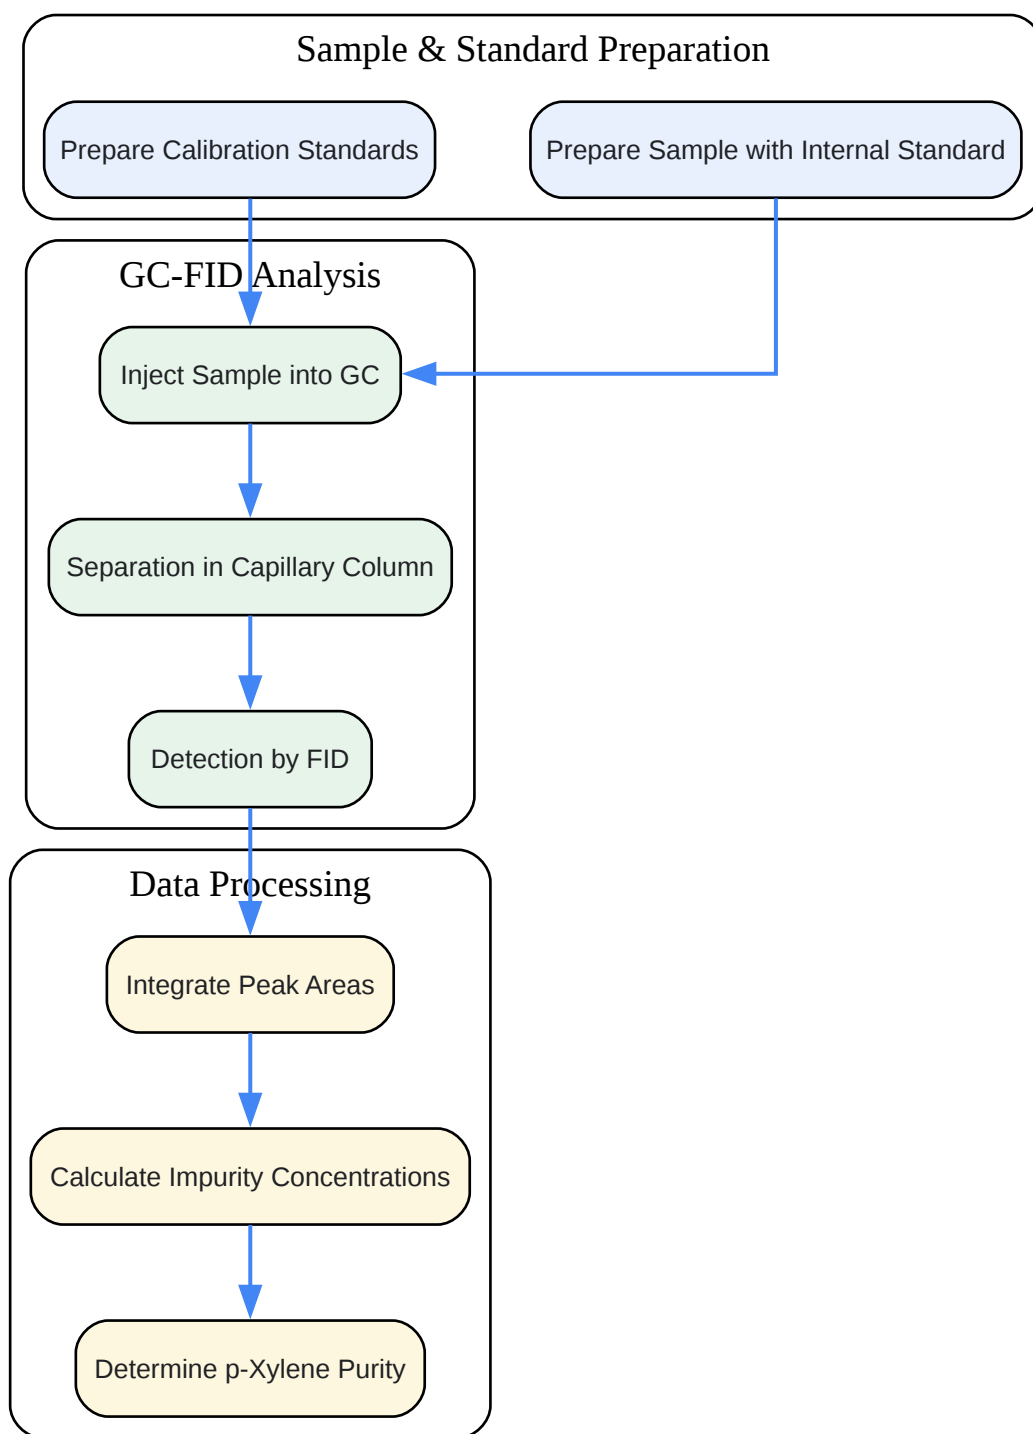 Sample & Standard Preparation
Prepare Calibration Standards
Prepare Sample with Internal Standard
GC-FID Analysis
Inject Sample into GC
Separation in Capillary Column
Detection by FID
Data Processing
Integrate Peak Areas
Calculate Impurity Concentrations
Determine p-Xylene Purity